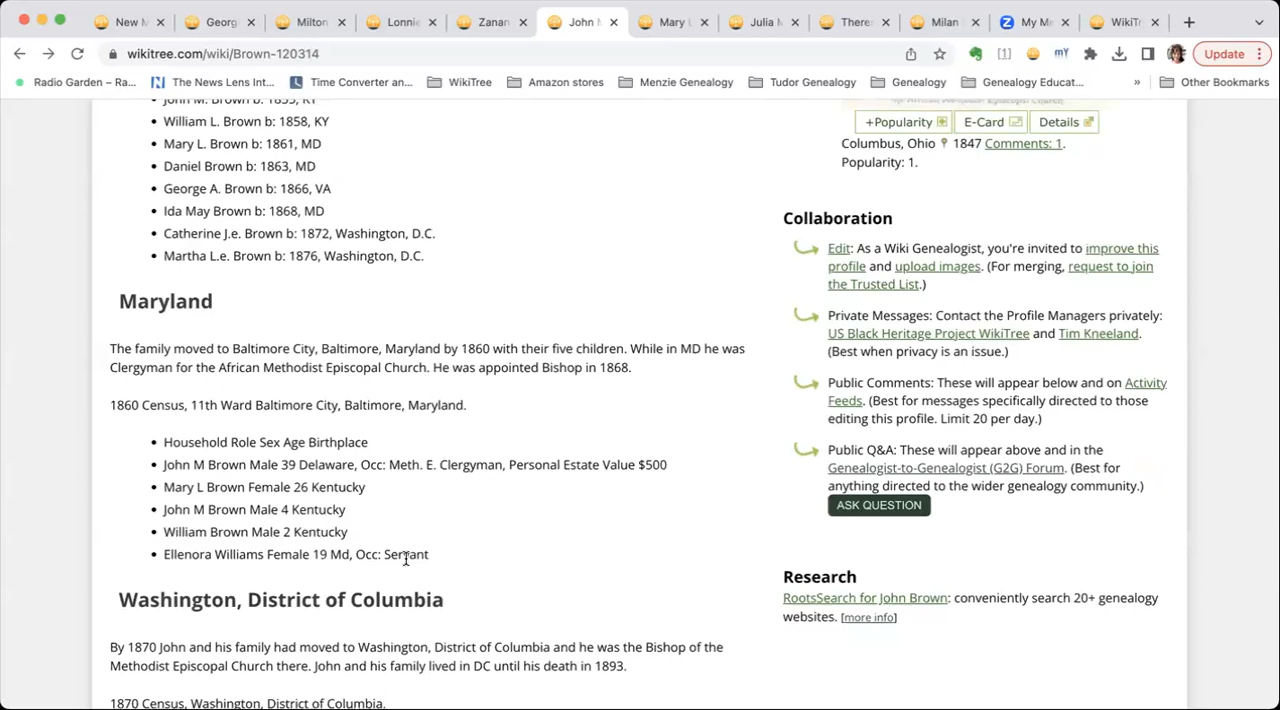 New M
Georg
Milton
Lonnie
Zanan
John M
Mary L
Julia M
Theren
Milan
My Me
WikiTr
wikitree.com/wiki/Brown-120314
Update
Radio Garden – Ra...
The News Lens Int...
Time Converter an...
WikiTree
Amazon stores
Menzie Genealogy
Tudor Genealogy
Genealogy
Genealogy Educat...
»
Other Bookmarks
John M. Brown b: 1855, KY
William L. Brown b: 1858, KY
Mary L. Brown b: 1861, MD
Daniel Brown b: 1863, MD
George A. Brown b: 1866, VA
Ida May Brown b: 1868, MD
Catherine J.e. Brown b: 1872, Washington, D.C.
Martha L.e. Brown b: 1876, Washington, D.C.
Maryland
The family moved to Baltimore City, Baltimore, Maryland by 1860 with their five children. While in MD he was
Clergyman for the African Methodist Episcopal Church. He was appointed Bishop in 1868.
1860 Census, 11th Ward Baltimore City, Baltimore, Maryland.
Household Role Sex Age Birthplace
John M Brown Male 39 Delaware, Occ: Meth. E. Clergyman, Personal Estate Value $500
Mary L Brown Female 26 Kentucky
John M Brown Male 4 Kentucky
William Brown Male 2 Kentucky
Ellenora Williams Female 19 Md, Occ: Servant
Washington, District of Columbia
By 1870 John and his family had moved to Washington, District of Columbia and he was the Bishop of the
Methodist Episcopal Church there. John and his family lived in DC until his death in 1893.
1870 Census, Washington, District of Columbia.
+Popularity
E-Card
Details
Columbus, Ohio 1847 Comments: 1.
Popularity: 1.
Collaboration
Edit: As a Wiki Genealogist, you're invited to improve this
profile and upload images. (For merging, request to join
the Trusted List.)
Private Messages: Contact the Profile Managers privately:
US Black Heritage Project WikiTree and Tim Kneeland.
(Best when privacy is an issue.)
Public Comments: These will appear below and on Activity
Feeds. (Best for messages specifically directed to those
editing this profile. Limit 20 per day.)
Public Q&A: These will appear above and in the
Genealogist-to-Genealogist (G2G) Forum. (Best for
anything directed to the wider genealogy community.)
ASK QUESTION
Research
RootsSearch for John Brown: conveniently search 20+ genealogy
websites. [more info]